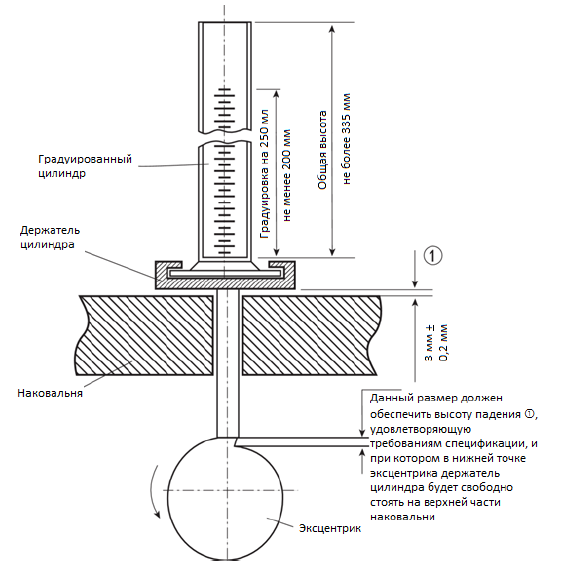 Градуированный
цилиндр
Держатель
цилиндра
Градуировка на 250 мл
не менее 200 мм
Общая высота
не более 335 мм
①
3 мм ±
0,2 мм
Наковальня
Данный размер должен
обеспечить высоту падения ①,
удовлетворяющую
требованиям спецификации, и
при котором в нижней точке
эксцентрика держатель
цилиндра будет свободно
стоять на верхней части
наковальни
Эксцентрик